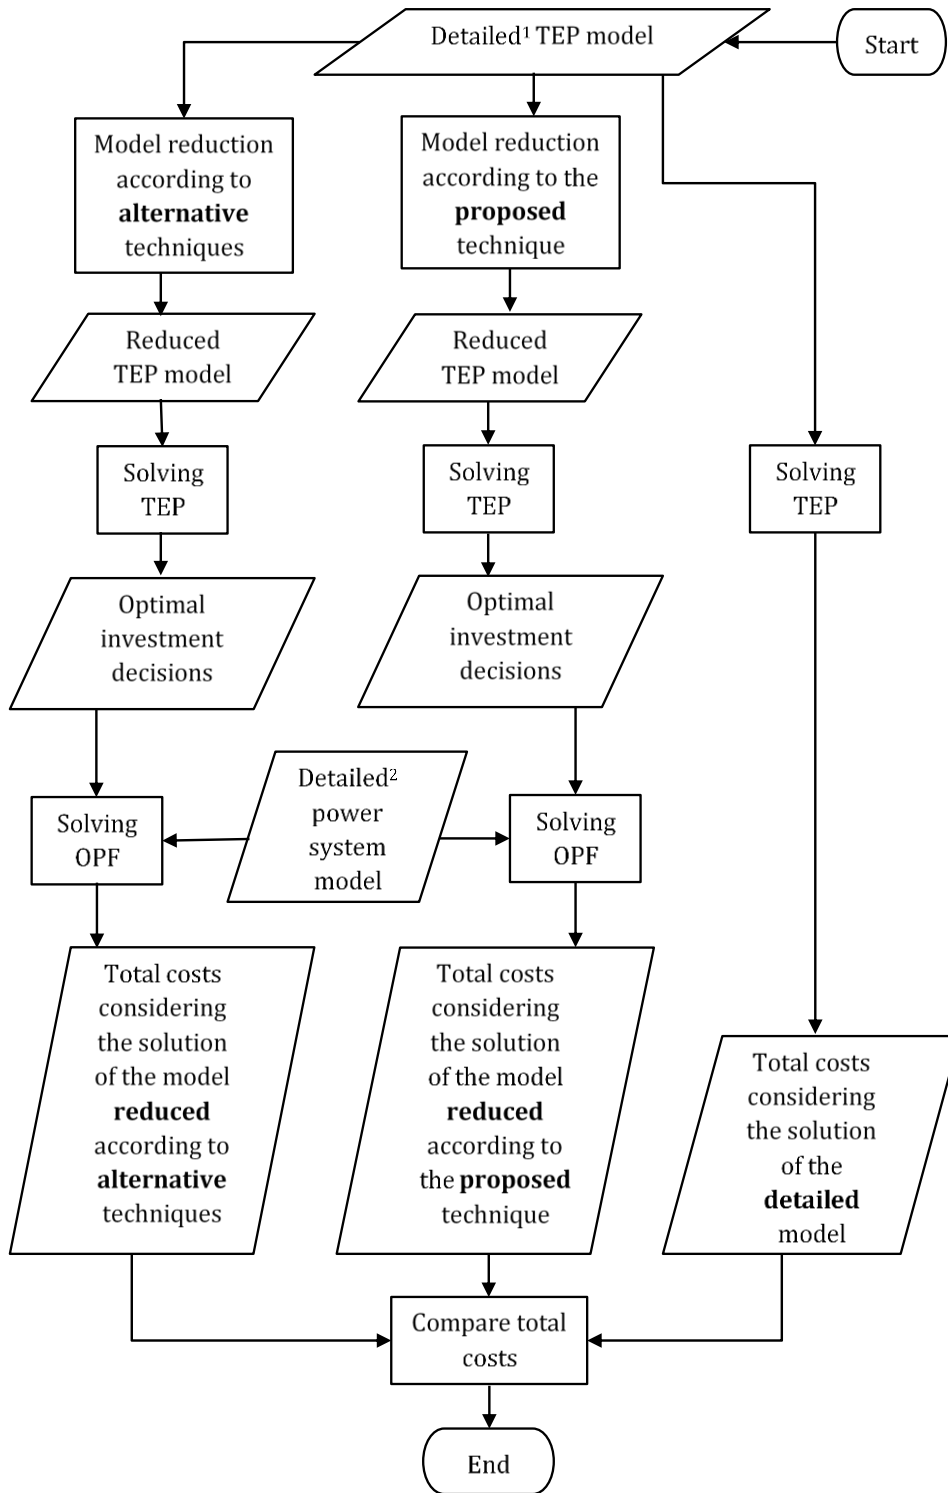 Detailed¹ TEP model
Start
Model reduction
according to
alternative
techniques
Model reduction
according to the
proposed
technique
Reduced
TEP model
Reduced
TEP model
Solving
TEP
Solving
TEP
Solving
TEP
Optimal
investment
decisions
Optimal
investment
decisions
Solving
OPF
Detailed²
power
system
model
Solving
OPF
Total costs
considering
the solution
of the model
reduced
according to
alternative
techniques
Total costs
considering
the solution
of the model
reduced
according to
the proposed
technique
Total costs
considering
the solution
of the
detailed
model
Compare total
costs
End